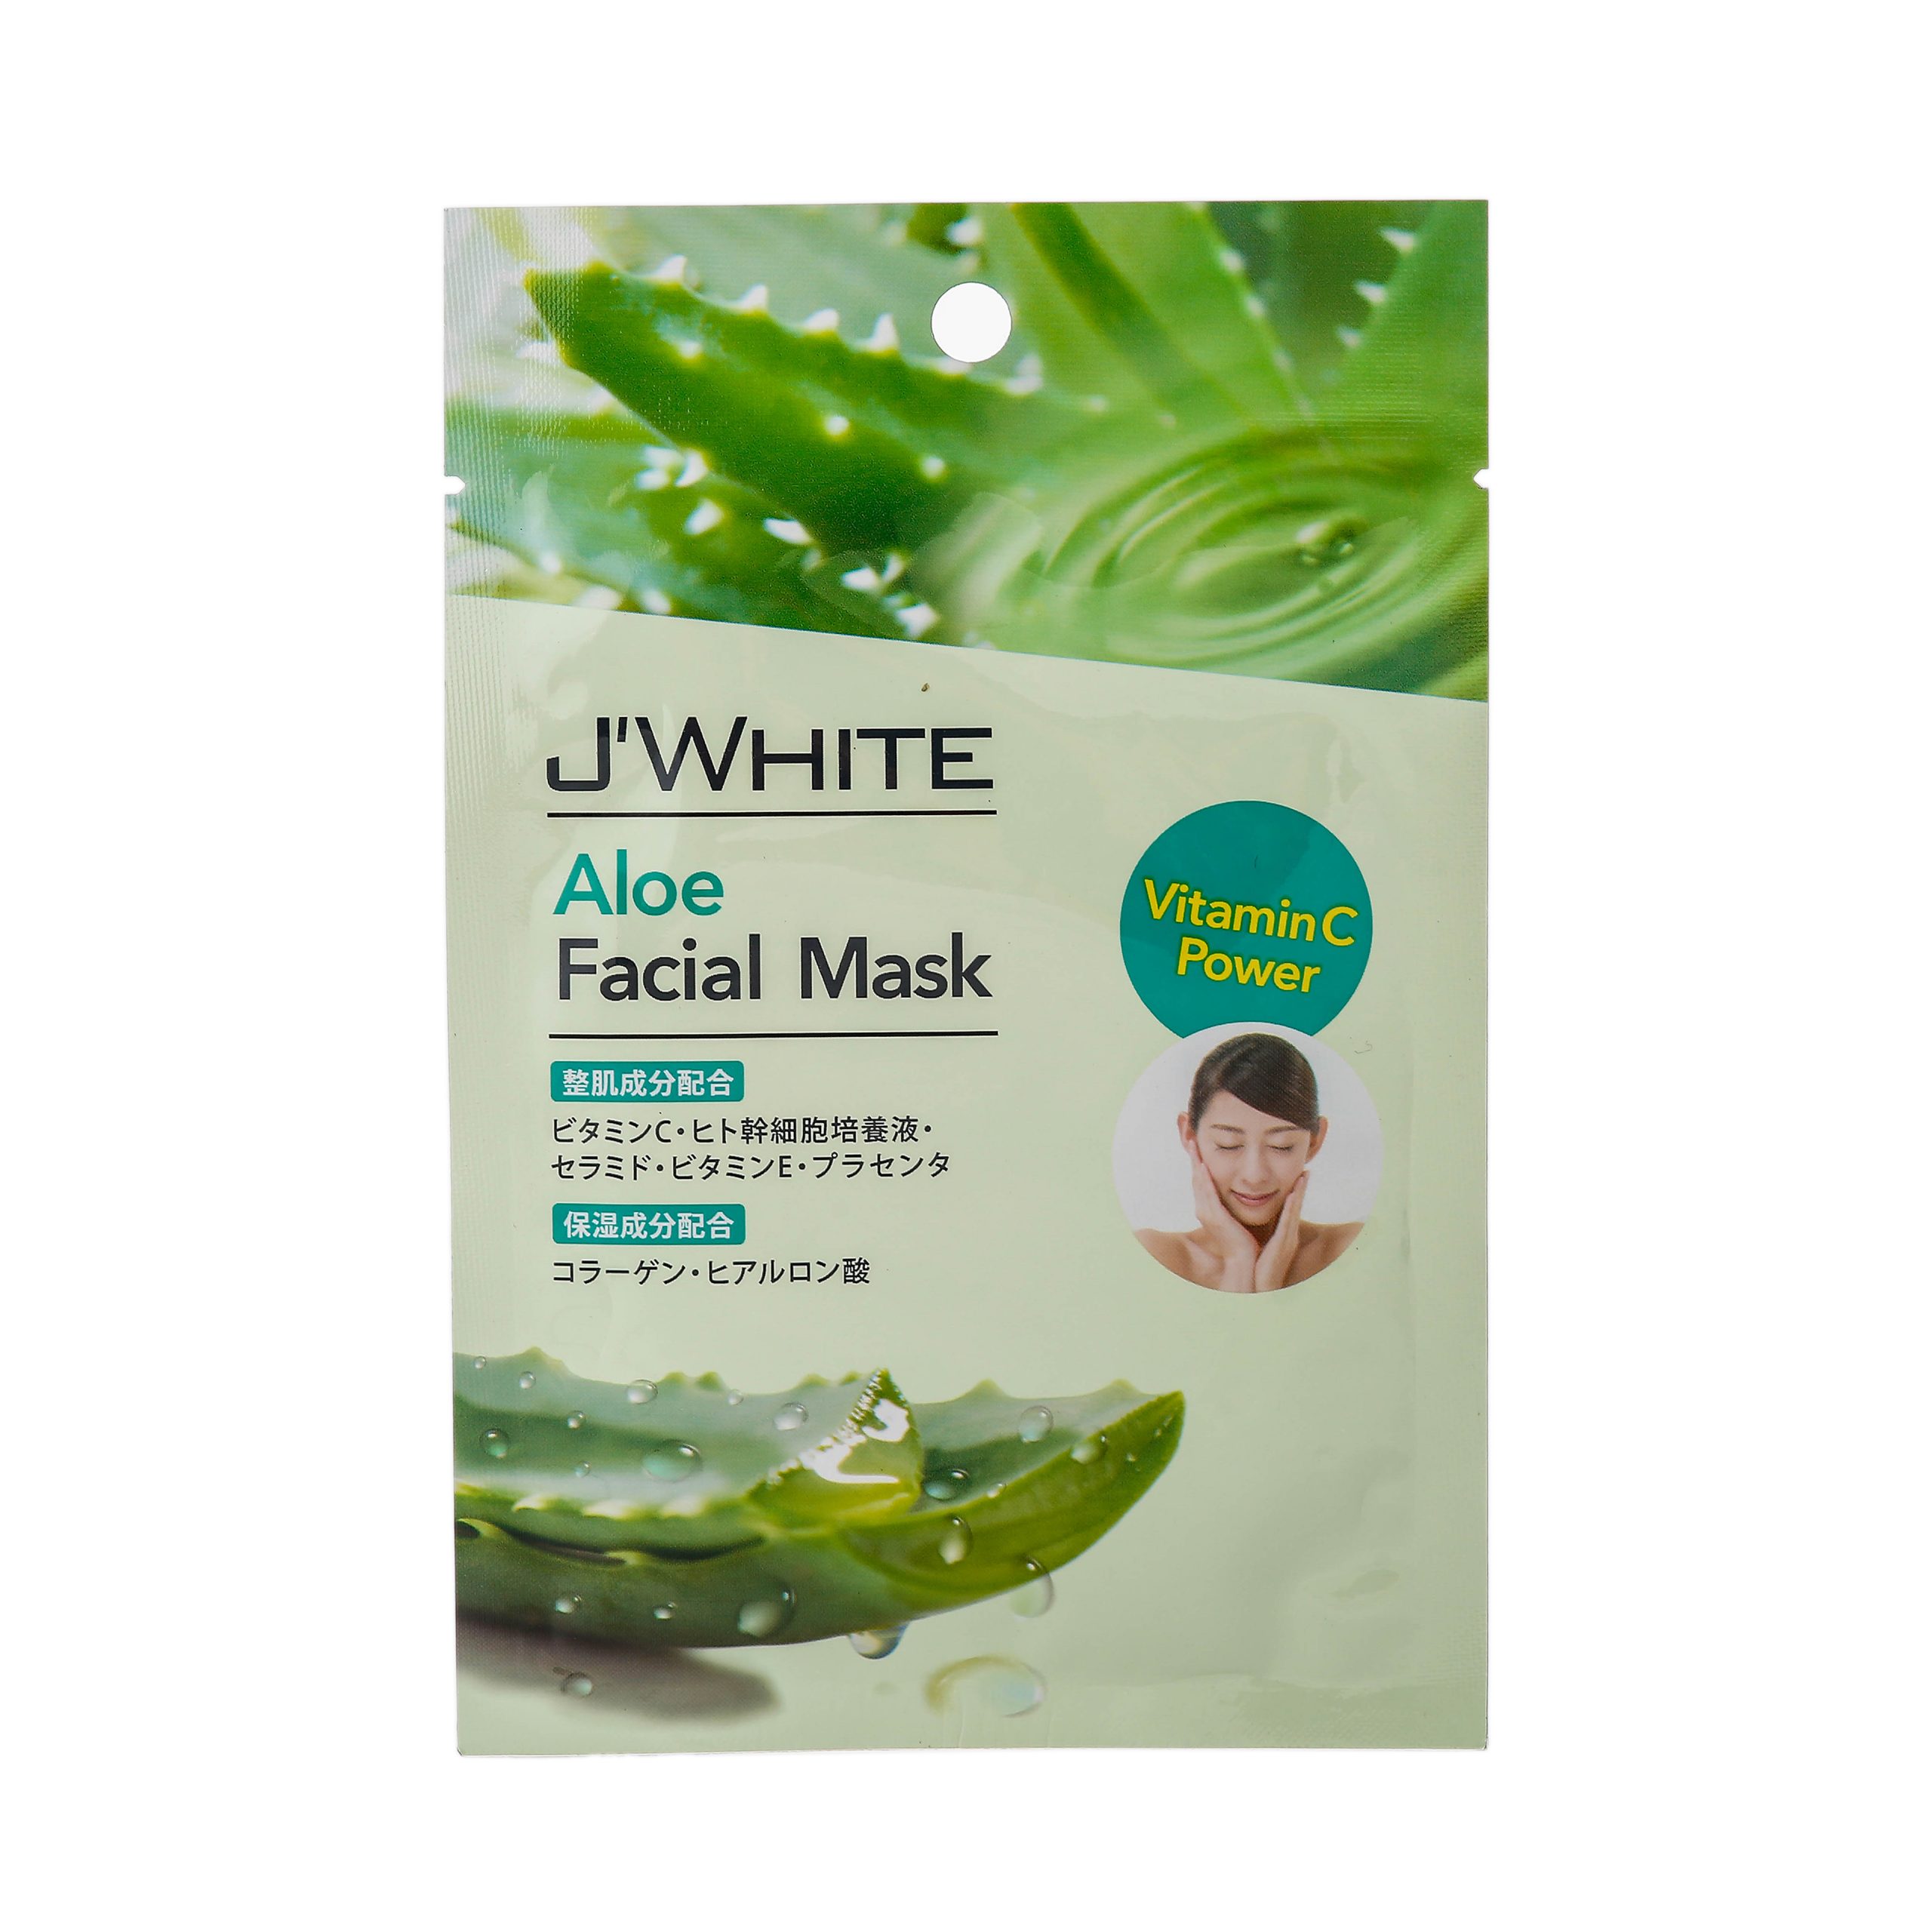 J'WHITE
Aloe
Facial Mask
Vitamin C
Power
整肌成分配合
ビタミンC・ヒト幹細胞培養液・
セラミド・ビタミンE・プラセンタ
保湿成分配合
コラーゲン・ヒアルロン酸